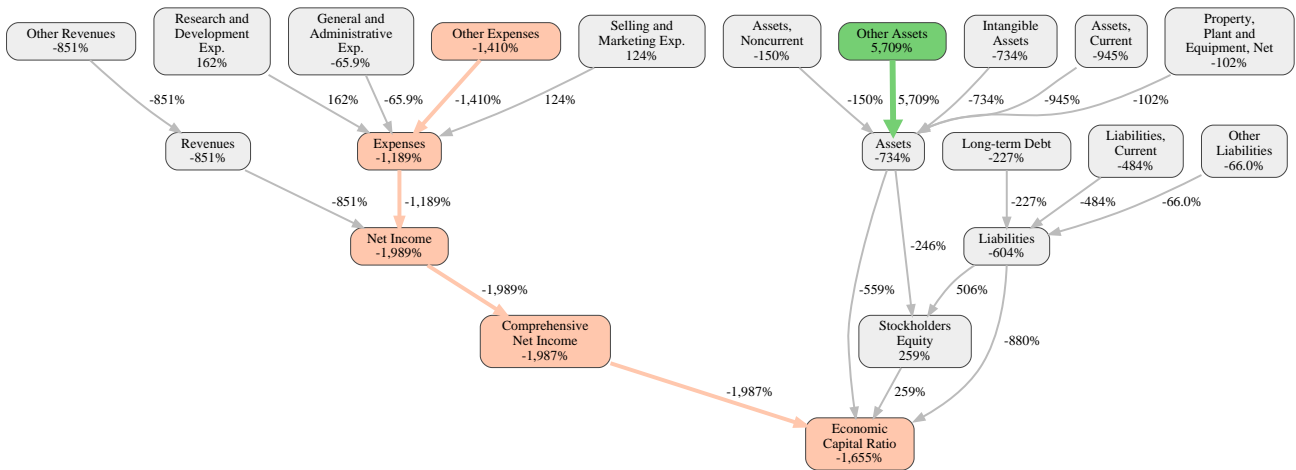 Other Revenues
-851%
Research and
Development
Exp.
162%
General and
Administrative
Exp.
-65.9%
Other Expenses
-1,410%
Selling and
Marketing Exp.
124%
Assets,
Noncurrent
-150%
Other Assets
5,709%
Intangible
Assets
-734%
Assets,
Current
-945%
Property,
Plant and
Equipment, Net
-102%
-851%
162%
-65.9%
-1,410%
124%
-150%
5,709%
-734%
-945%
-102%
Revenues
-851%
Expenses
-1,189%
Assets
-734%
Long-term Debt
-227%
Liabilities,
Current
-484%
Other
Liabilities
-66.0%
-851%
-1,189%
-227%
-484%
-66.0%
Net Income
-1,989%
-246%
Liabilities
-604%
-1,989%
-559%
506%
Comprehensive
Net Income
-1,987%
Stockholders
Equity
259%
-880%
-1,987%
259%
Economic
Capital Ratio
-1,655%